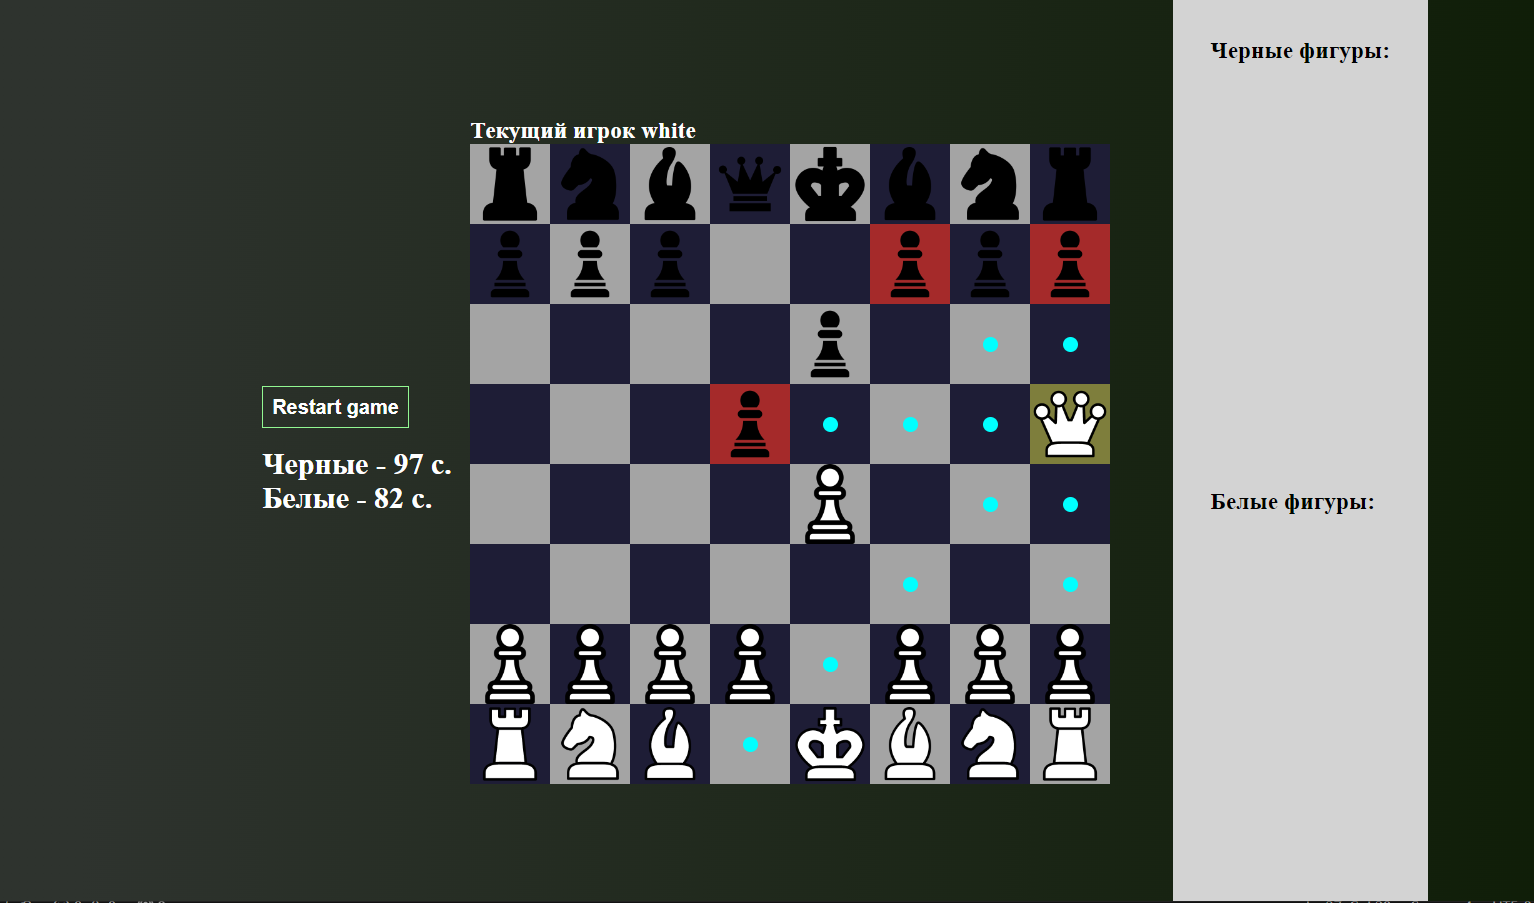 Черные фигуры:
Текущий игрок white
Restart game
Черные - 97 с.
Белые - 82 с.
Белые фигуры: